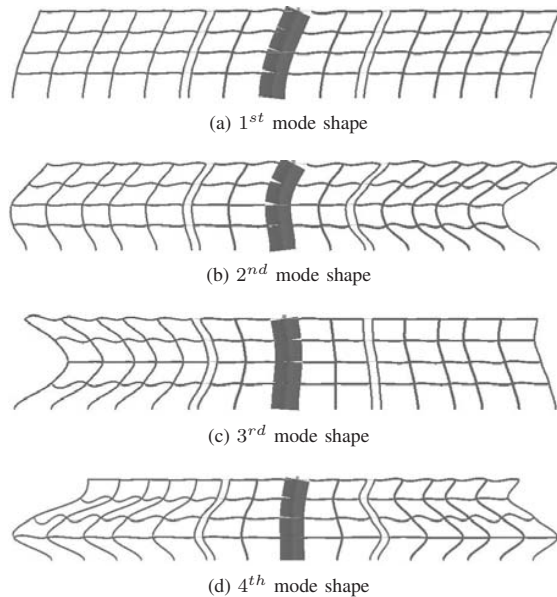 (a) 1st mode shape
(b) 2nd mode shape
(c) 3rd mode shape
(d) 4th mode shape